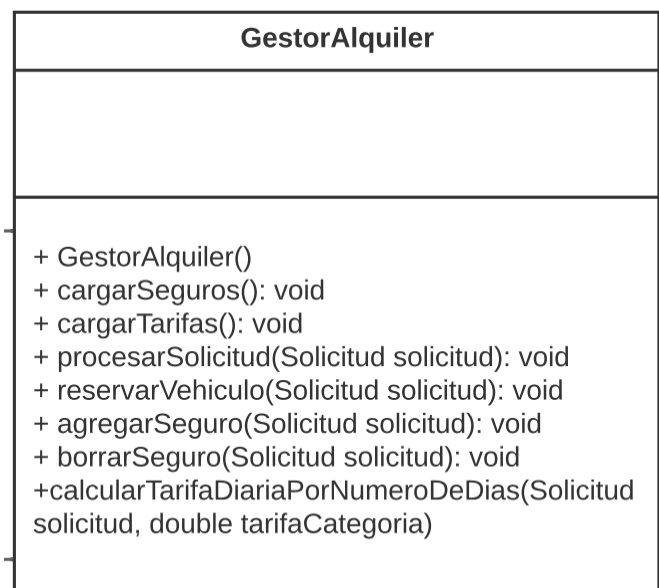 GestorAlquiler
+ GestorAlquiler()
+ cargarSeguros(): void
+ cargarTarifas(): void
+ procesarSolicitud(Solicitud solicitud): void
+ reservarVehiculo(Solicitud solicitud): void
+ agregarSeguro(Solicitud solicitud): void
+ borrarSeguro(Solicitud solicitud): void
+calcularTarifaDiariaPorNumeroDeDias(Solicitud
solicitud, double tarifaCategoria)